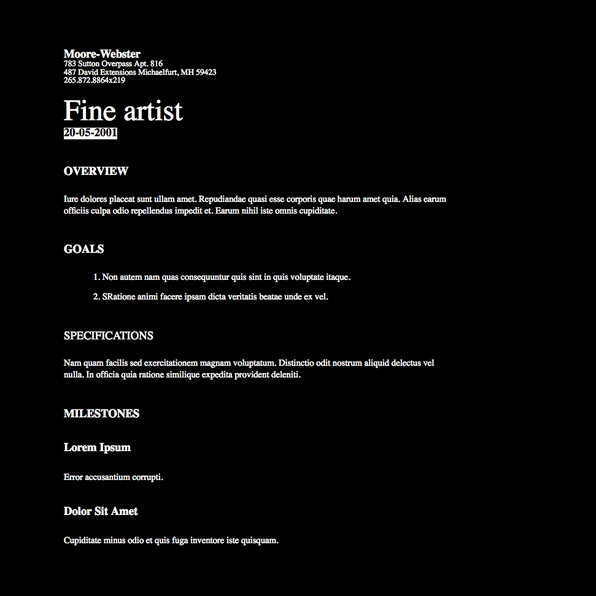 Moore-Webster
783 Sutton Overpass Apt. 816
487 David Extensions Michaelfurt, MH 59423
265.872.8864x219
Fine artist
20-05-2001
OVERVIEW
Iure dolores placeat sunt ullam amet. Repudiandae quasi esse corporis quae harum amet quia. Alias earum
officiis culpa odio repellendus impedit et. Earum nihil iste omnis cupiditate.
GOALS
1. Non autem nam quas consequuntur quis sint in quis voluptate itaque.
2. SRatione animi facere ipsam dicta veritatis beatae unde ex vel.
SPECIFICATIONS
Nam quam facilis sed exercitationem magnam voluptatum. Distinctio odit nostrum aliquid delectus vel
nulla. In officia quia ratione similique expedita provident deleniti.
MILESTONES
Lorem Ipsum
Error accusantium corrupti.
Dolor Sit Amet
Cupiditate minus odio et quis fuga inventore iste quisquam.